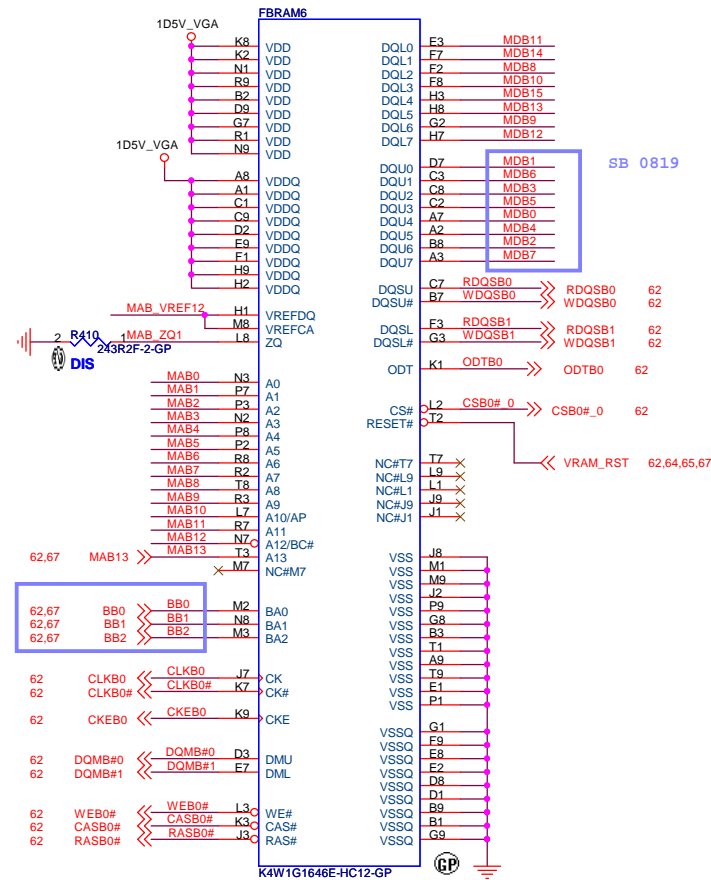 FBRAM6
1D5V_VGA
K8 VDD
K2 VDD
N1 VDD
R9 VDD
B2 VDD
D9 VDD
G7 VDD
R1 VDD
N9 VDD
1D5V_VGA
A8 VDDQ
A1 VDDQ
C1 VDDQ
C9 VDDQ
D2 VDDQ
E9 VDDQ
F1 VDDQ
H9 VDDQ
H2 VDDQ
MAB_VREF12 H1 VREFDQ
M8 VREFCA
2 R410 1 MAB_ZQ1 L8 ZQ
243R2F-2-GP
DIS
MAB0 N3 A0
MAB1 P7 A1
MAB2 P3 A2
MAB3 N2 A3
MAB4 P8 A4
MAB5 P2 A5
MAB6 R8 A6
MAB7 R2 A7
MAB8 T8 A8
MAB9 R3 A9
MAB10 L7 A10/AP
MAB11 R7 A11
MAB12 N7 A12/BC#
62,67 MAB13 MAB13 T3 A13
M7 NC#M7
62,67 BB0 BB0 M2 BA0
62,67 BB1 BB1 N8 BA1
62,67 BB2 BB2 M3 BA2
62 CLKB0 CLKB0 J7 CK
62 CLKB0# CLKB0# K7 CK#
62 CKEB0 CKEB0 K9 CKE
62 DQMB#0 DQMB#0 D3 DMU
62 DQMB#1 DQMB#1 E7 DML
62 WEB0# WEB0# L3 WE#
62 CASB0# CASB0# K3 CAS#
62 RASB0# RASB0# J3 RAS#
DQL0 E3 MDB11
DQL1 F7 MDB14
DQL2 F2 MDB8
DQL3 F8 MDB10
DQL4 H3 MDB15
DQL5 H8 MDB13
DQL6 G2 MDB9
DQL7 H7 MDB12
SB 0819
DQU0 D7 MDB1
DQU1 C3 MDB6
DQU2 C8 MDB3
DQU3 C2 MDB5
DQU4 A7 MDB0
DQU5 A2 MDB4
DQU6 B8 MDB2
DQU7 A3 MDB7
DQSU C7 RDQSB0 RDQSB0 62
DQSU# B7 WDQSB0 WDQSB0 62
DQSL F3 RDQSB1 RDQSB1 62
DQSL# G3 WDQSB1 WDQSB1 62
ODT K1 ODTB0 ODTB0 62
CS# L2 CSB0#_0 CSB0#_0 62
RESET# T2
VRAM_RST 62,64,65,67
NC#T7 T7
NC#L9 L9
NC#L1 L1
NC#J9 J9
NC#J1 J1
VSS J8
VSS M1
VSS M9
VSS J2
VSS P9
VSS G8
VSS B3
VSS T1
VSS A9
VSS T9
VSS E1
VSS P1
VSSQ G1
VSSQ F9
VSSQ E8
VSSQ E2
VSSQ D8
VSSQ D1
VSSQ B9
VSSQ B1
VSSQ G9
GP
K4W1G1646E-HC12-GP